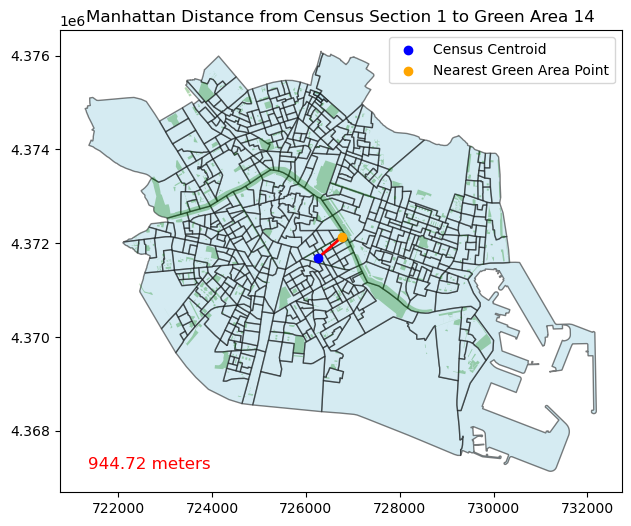 Manhattan Distance from Census Section 1 to Green Area 14
1e6
Census Centroid
Nearest Green Area Point
4.376
4.374
4.372
4.370
4.368
944.72 meters
722000 724000 726000 728000 730000 732000